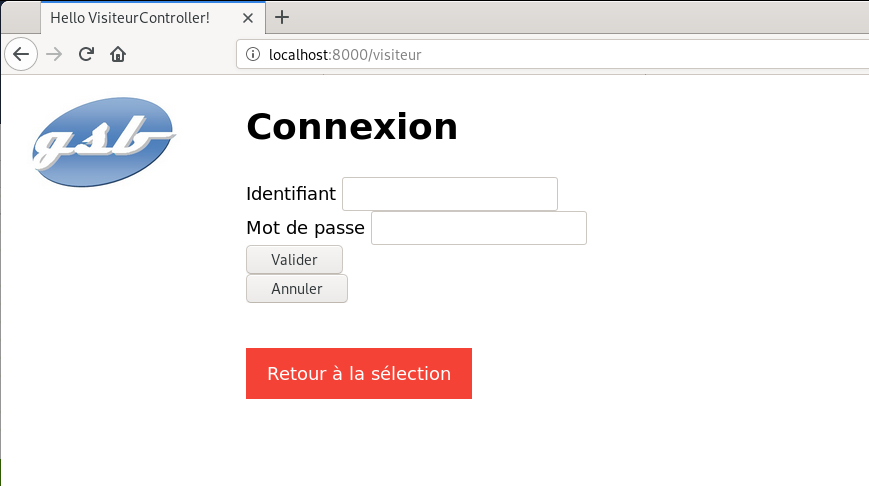 Hello VisiteurController!
localhost:8000/visiteur
gsb
Connexion
Identifiant
Mot de passe
Valider
Annuler
Retour à la sélection